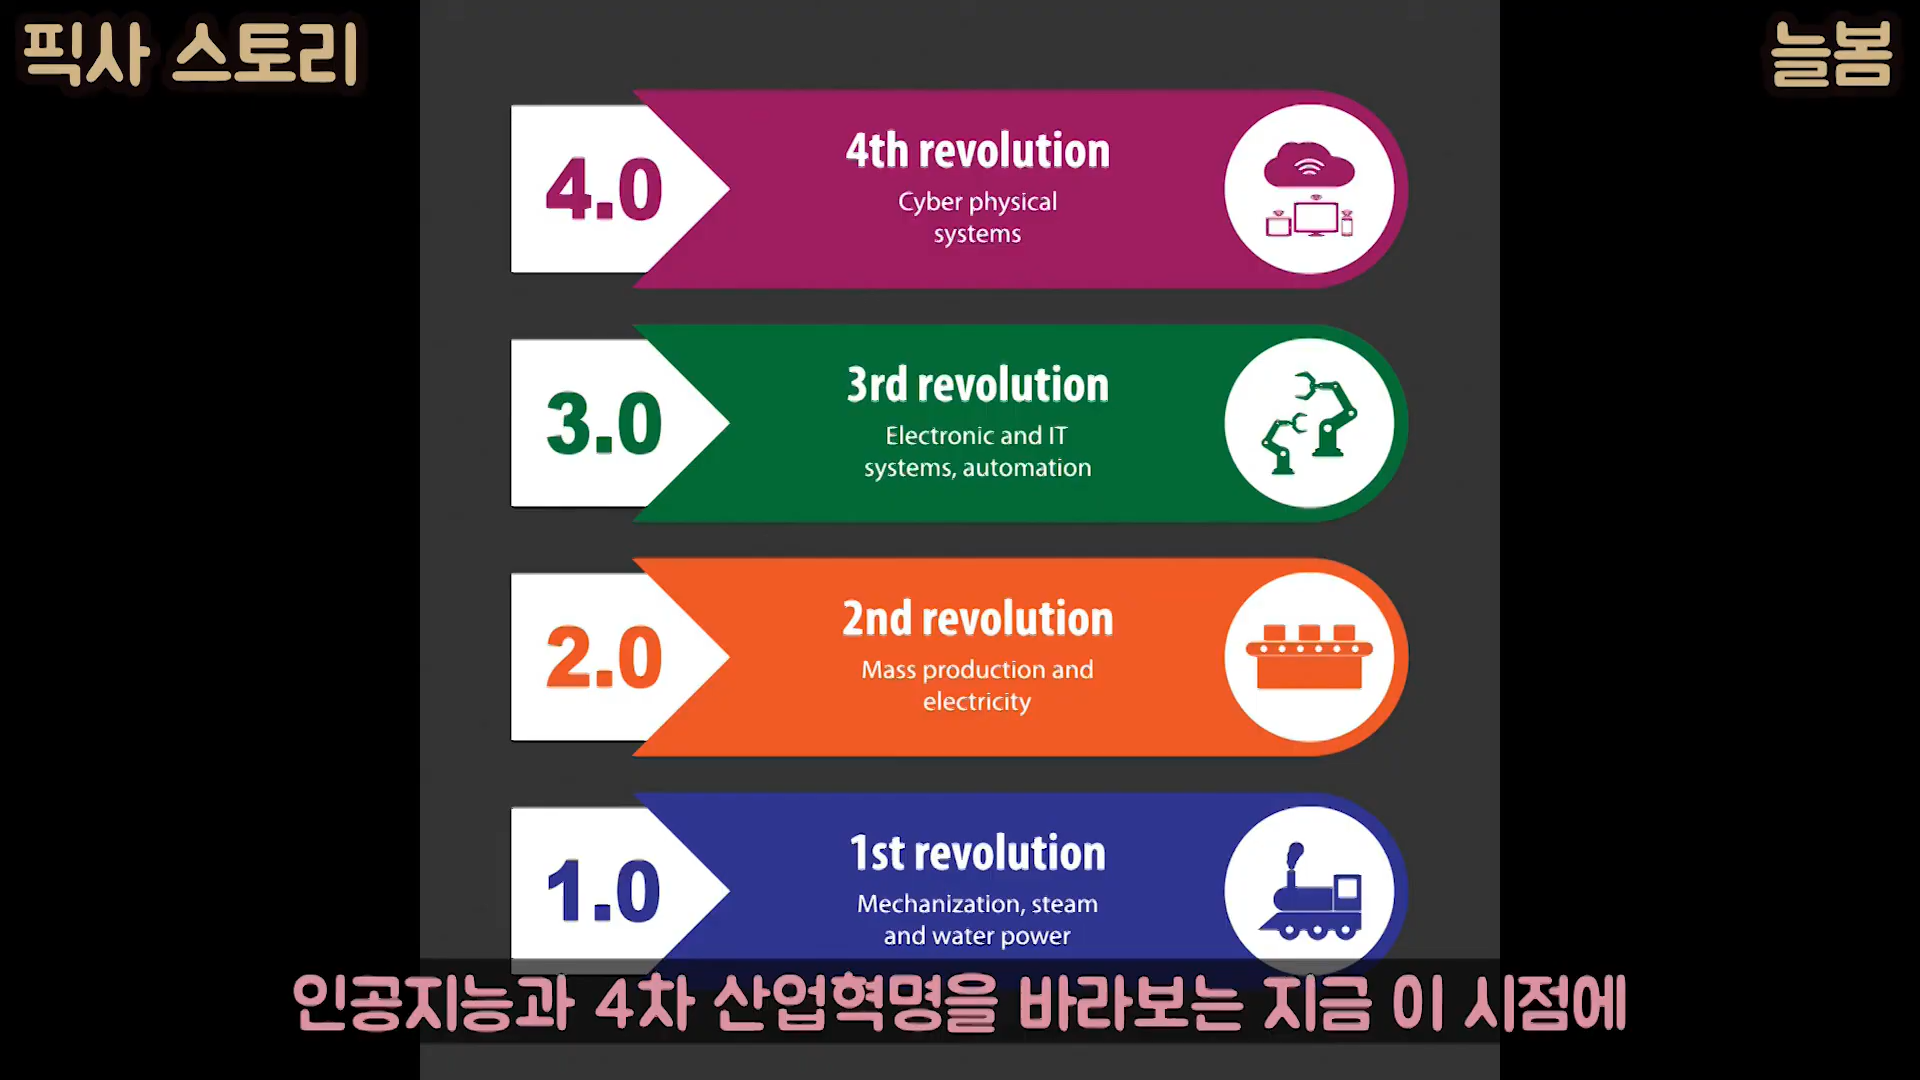 픽사 스토리
늘봄
4.0
4th revolution
Cyber physical
systems
3.0
3rd revolution
Electronic and IT
systems, automation
2.0
2nd revolution
Mass production and
electricity
1.0
1st revolution
Mechanization, steam
and water power
인공지능과 4차 산업혁명을 바라보는 지금 이 시점에